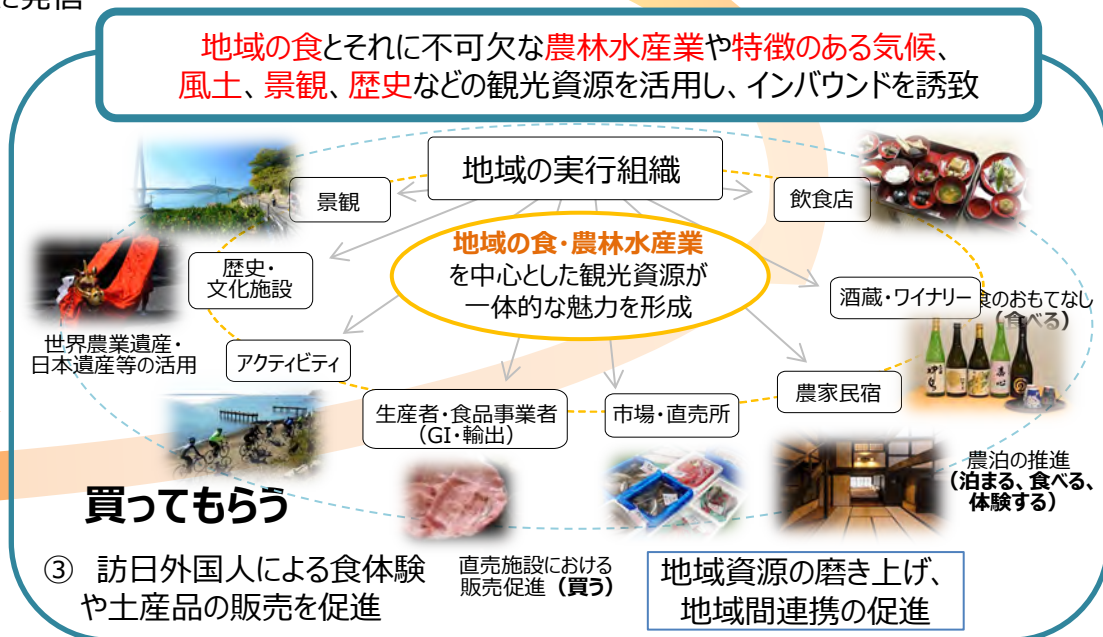 に発信
地域の食とそれに不可欠な農林水産業や特徴のある気候、
風土、景観、歴史などの観光資源を活用し、インバウンドを誘致
地域の実行組織
景観
飲食店
地域の食・農林水産業
を中心とした観光資源が
一体的な魅力を形成
歴史・
文化施設
酒蔵・ワイナリー
食のおもてなし
（食べる）
世界農業遺産・
日本遺産等の活用
アクティビティ
農家民宿
生産者・食品事業者
（GI・輸出）
市場・直売所
農泊の推進
（泊まる、食べる、
体験する）
買ってもらう
③ 訪日外国人による食体験
や土産品の販売を促進
直売施設における
販売促進（買う）
地域資源の磨き上げ、
地域間連携の促進